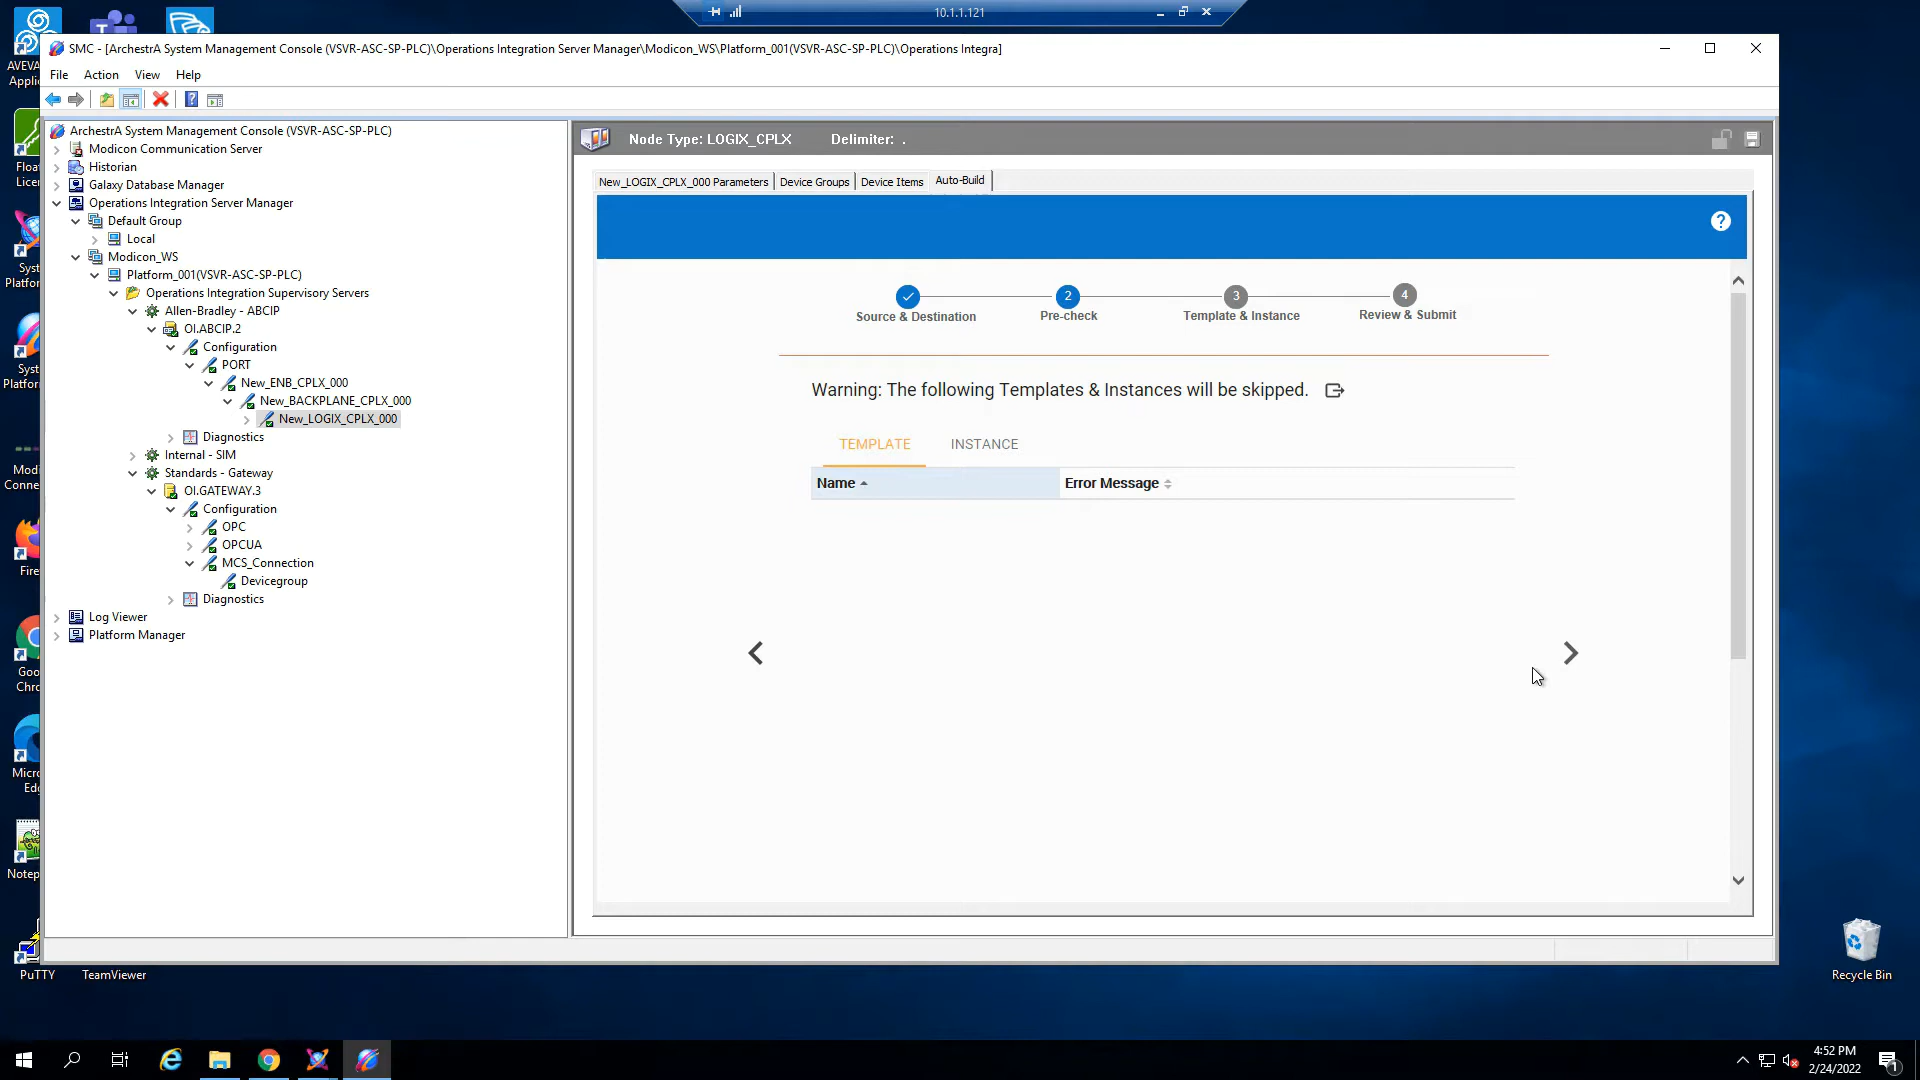 10.1.1.121
SMC - [ArchestrA System Management Console (VSVR-ASC-SP-PLC)\Operations Integration Server Manager\Modicon_WS\Platform_001(VSVR-ASC-SP-PLC)\Operations Integra]
File Action View Help
ArchestrA System Management Console (VSVR-ASC-SP-PLC)
Modicon Communication Server
Historian
Galaxy Database Manager
Operations Integration Server Manager
Default Group
Local
Modicon_WS
Platform_001(VSVR-ASC-SP-PLC)
Operations Integration Supervisory Servers
Allen-Bradley - ABCIP
OI.ABCIP.2
Configuration
PORT
New_ENB_CPLX_000
New_BACKPLANE_CPLX_000
New_LOGIX_CPLX_000
Diagnostics
Internal - SIM
Standards - Gateway
OI.GATEWAY.3
Configuration
OPC
OPCUA
MCS_Connection
Devicegroup
Diagnostics
Log Viewer
Platform Manager
Node Type: LOGIX_CPLX Delimiter: .
New_LOGIX_CPLX_000 Parameters Device Groups Device Items Auto-Build
?
2 3 4
Source & Destination Pre-check Template & Instance Review & Submit
Warning: The following Templates & Instances will be skipped.
TEMPLATE INSTANCE
Name Error Message
AVEVA
Appli
Float
Licer
Syst
Platfor
Syst
Platfor
Modi
Conne
Fire
Goo
Chr
Micro
Edg
Notep
PuTTY
TeamViewer
Recycle Bin
4:52 PM
2/24/2022
1